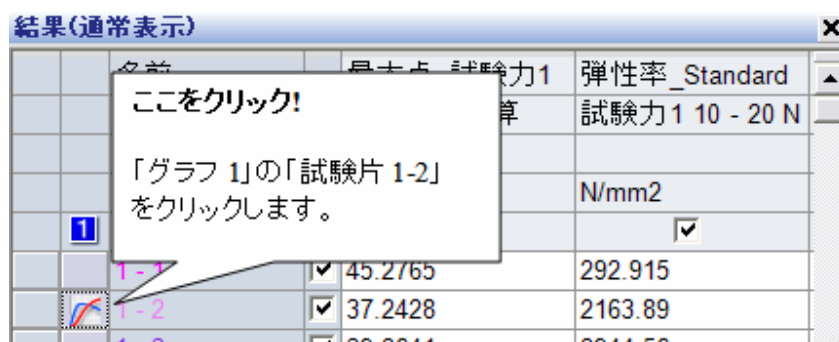 結果(通常表示)
弾性率_Standard
試験力1 10 - 20 N
ここをクリック!
「グラフ 1」の「試験片 1-2」
をクリックします。
N/mm2
1
1 - 1 45.2765 292.915
1 - 2 37.2428 2163.89